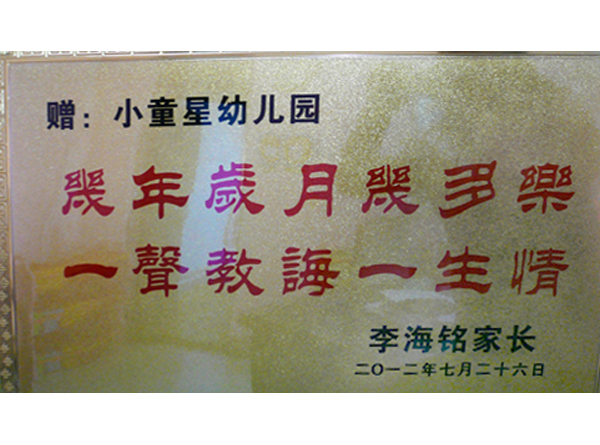 赠：小童星幼儿园
幾年歲月幾多樂
一聲教誨一生情
李海铭家长
二〇一二年七月二十六日